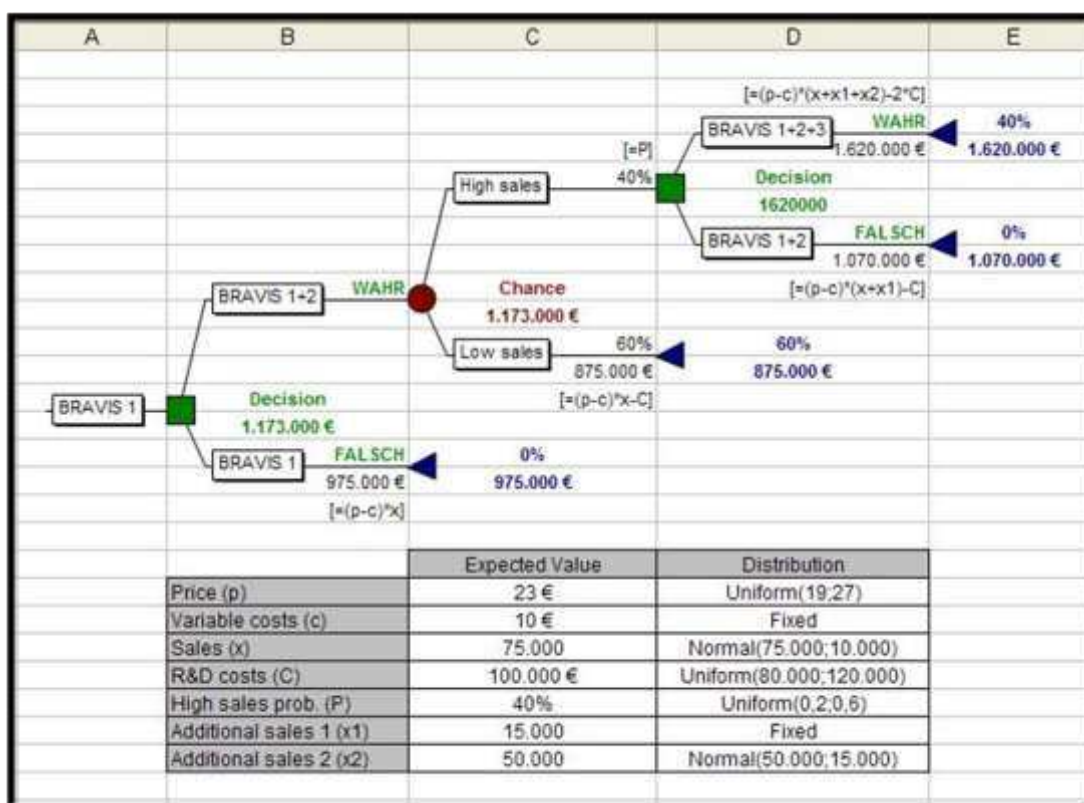 A B C D E
[=(p-c)*(x+x1+x2)-2*C]
BRAVIS 1+2+3 WAHR 40%
[=P] 1.620.000 € 1.620.000 €
High sales 40% Decision
1620000
BRAVIS 1+2 FALSCH 0%
1.070.000 € 1.070.000 €
BRAVIS 1+2 WAHR Chance [=(p-c)*(x+x1)-C]
1.173.000 €
Low sales 60% 60%
875.000 € 875.000 €
BRAVIS 1 Decision [=(p-c)*x-C]
1.173.000 €
BRAVIS 1 FALSCH 0%
975.000 € 975.000 €
[=(p-c)*x]
Expected Value Distribution
Price (p) 23 € Uniform(19;27)
Variable costs (c) 10 € Fixed
Sales (x) 75.000 Normal(75.000;10.000)
R&D costs (C) 100.000 € Uniform(80.000;120.000)
High sales prob. (P) 40% Uniform(0,2;0,6)
Additional sales 1 (x1) 15.000 Fixed
Additional sales 2 (x2) 50.000 Normal(50.000;15.000)